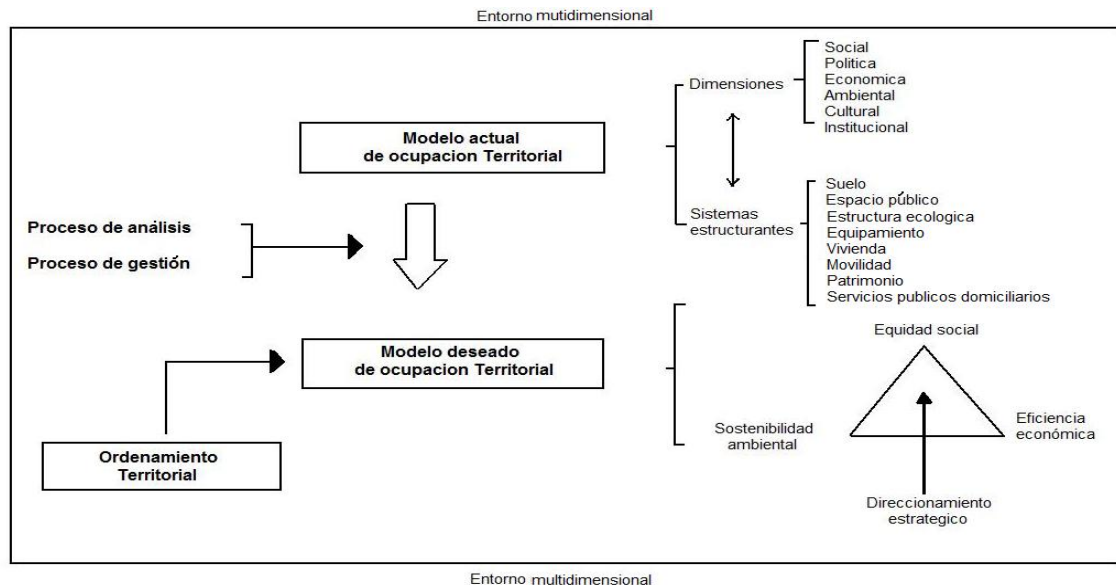 Entorno mutidimensional
Modelo actual
de ocupacion Territorial
Dimensiones
Social
Politica
Economica
Ambiental
Cultural
Institucional
Sistemas
estructurantes
Suelo
Espacio público
Estructura ecologica
Equipamiento
Vivienda
Movilidad
Patrimonio
Servicios publicos domiciliarios
Proceso de análisis
Proceso de gestión
Modelo deseado
de ocupacion Territorial
Ordenamiento
Territorial
Equidad social
Sostenibilidad
ambiental
Eficiencia
económica
Direccionamiento
estrategico
Entorno multidimensional